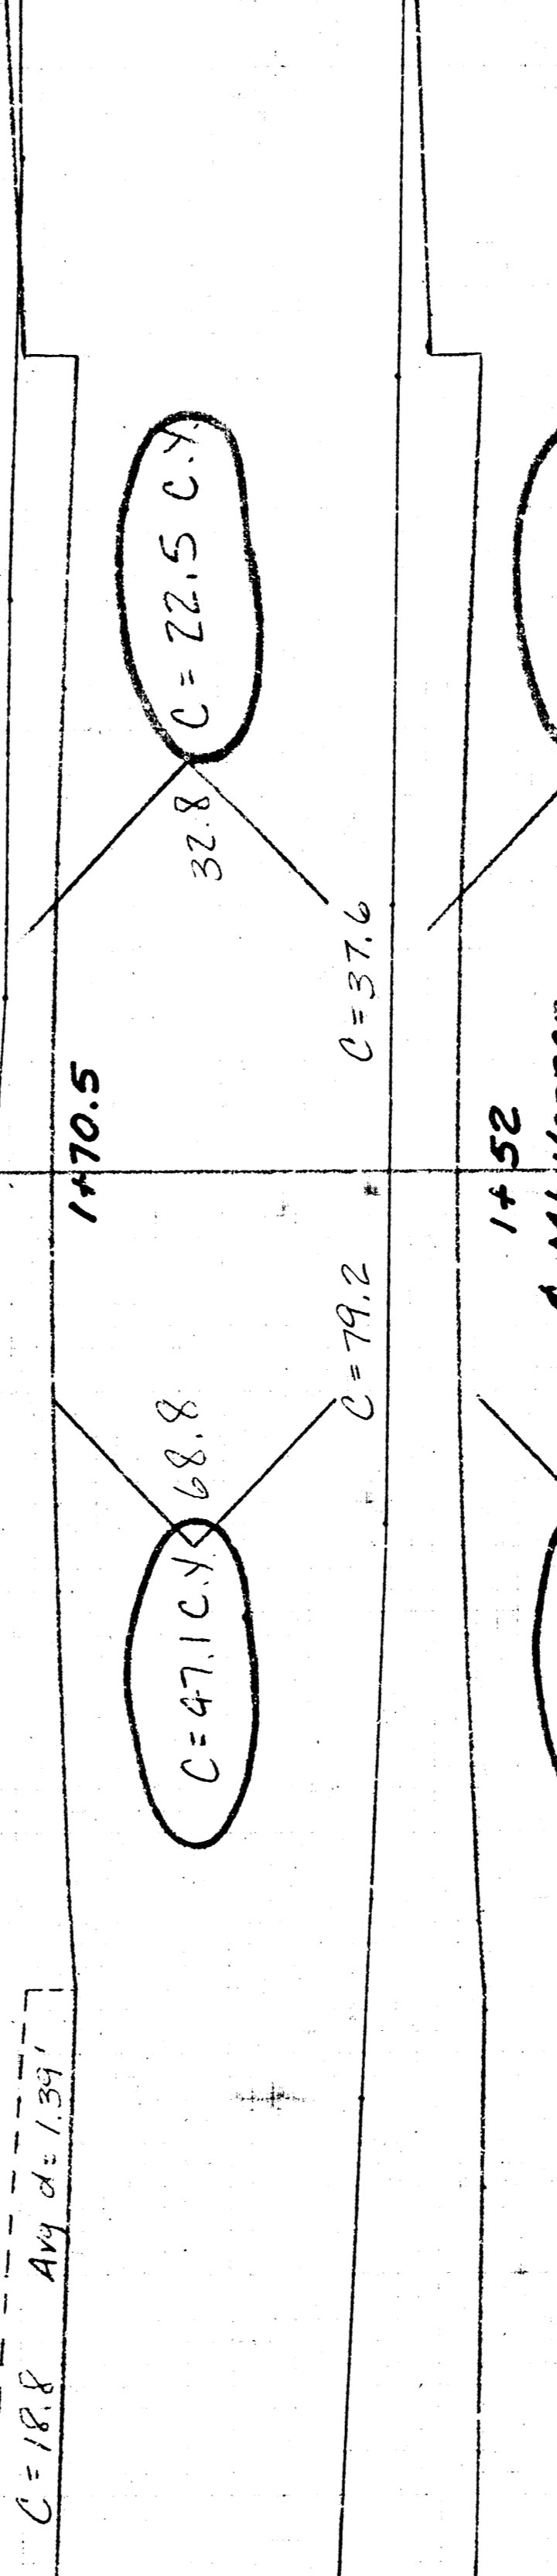 C = 18.8 Avg d = 1.39'
1+70.5
C = 47.1 C.Y. 68.8
32.8 C = 22.5 C.Y.
C = 79.2 C = 37.6
1+52